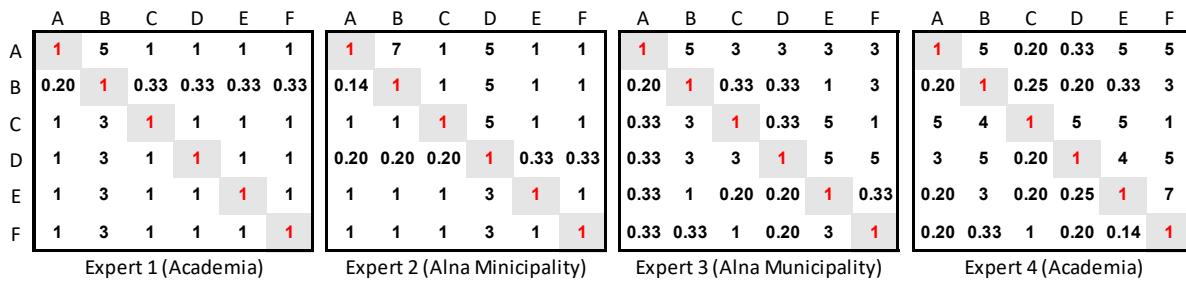 A B C D E F A B C D E F A B C D E F A B C D E F
A 1 5 1 1 1 1 1 7 1 5 1 1 1 5 3 3 3 3 1 5 0.20 0.33 5 5
B 0.20 1 0.33 0.33 0.33 0.33 0.14 1 1 5 1 1 0.20 1 0.33 0.33 1 3 0.20 1 0.25 0.20 0.33 3
C 1 3 1 1 1 1 1 1 1 5 1 1 0.33 3 1 0.33 5 1 5 4 1 5 5 1
D 1 3 1 1 1 1 0.20 0.20 0.20 1 0.33 0.33 0.33 3 3 1 5 5 3 5 0.20 1 4 5
E 1 3 1 1 1 1 1 1 1 3 1 1 0.33 1 0.20 0.20 1 0.33 0.20 3 0.20 0.25 1 7
F 1 3 1 1 1 1 1 1 1 3 1 1 0.33 0.33 1 0.20 3 1 0.20 0.33 1 0.20 0.14 1
Expert 1 (Academia) Expert 2 (Alna Minicipality) Expert 3 (Alna Municipality) Expert 4 (Academia)